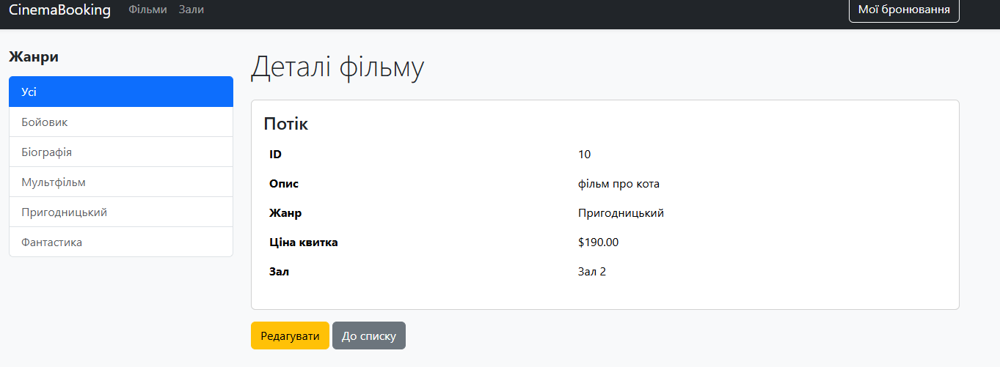 CinemaBooking Фільми Зали Мої бронювання
Жанри
Усі
Бойовик
Біографія
Мультфільм
Пригодницький
Фантастика
Деталі фільму
Потік
ID 10
Опис фільм про кота
Жанр Пригодницький
Ціна квитка $190.00
Зал Зал 2
Редагувати До списку